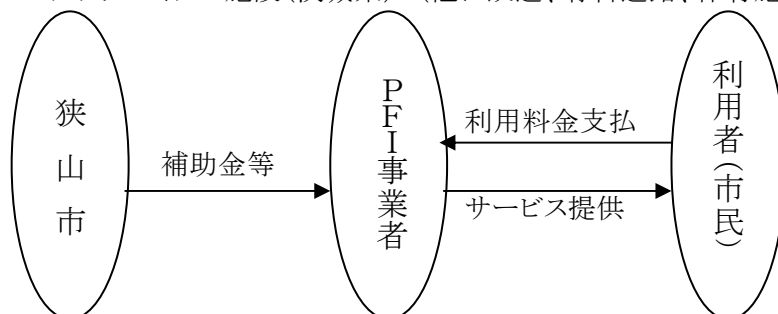 狭山市
補助金等
PFI事業者
利用料金支払
サービス提供
利用者(市民)